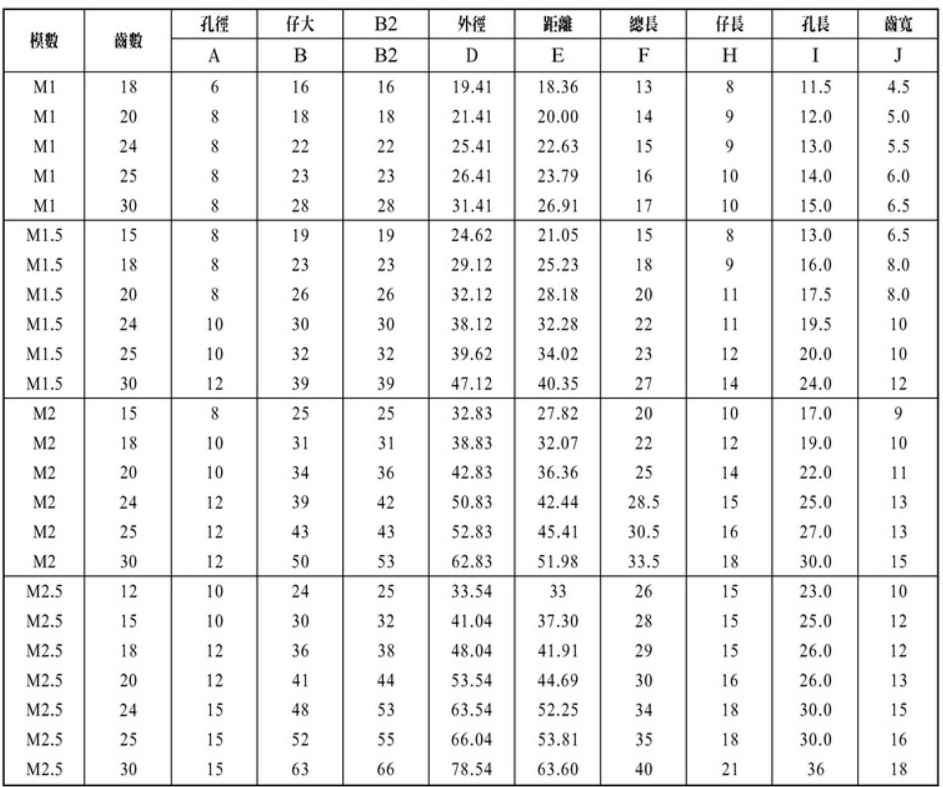 模數 齒數 孔徑 仔大 B2 外徑 距離 總長 仔長 孔長 齒寬
A B B2 D E F H I J
M1 18 6 16 16 19.41 18.36 13 8 11.5 4.5
M1 20 8 18 18 21.41 20.00 14 9 12.0 5.0
M1 24 8 22 22 25.41 22.63 15 9 13.0 5.5
M1 25 8 23 23 26.41 23.79 16 10 14.0 6.0
M1 30 8 28 28 31.41 26.91 17 10 15.0 6.5
M1.5 15 8 19 19 24.62 21.05 15 8 13.0 6.5
M1.5 18 8 23 23 29.12 25.23 18 9 16.0 8.0
M1.5 20 8 26 26 32.12 28.18 20 11 17.5 8.0
M1.5 24 10 30 30 38.12 32.28 22 11 19.5 10
M1.5 25 10 32 32 39.62 34.02 23 12 20.0 10
M1.5 30 12 39 39 47.12 40.35 27 14 24.0 12
M2 15 8 25 25 32.83 27.82 20 10 17.0 9
M2 18 10 31 31 38.83 32.07 22 12 19.0 10
M2 20 10 34 36 42.83 36.36 25 14 22.0 11
M2 24 12 39 42 50.83 42.44 28.5 15 25.0 13
M2 25 12 43 43 52.83 45.41 30.5 16 27.0 13
M2 30 12 50 53 62.83 51.98 33.5 18 30.0 15
M2.5 12 10 24 25 33.54 33 26 15 23.0 10
M2.5 15 10 30 32 41.04 37.30 28 15 25.0 12
M2.5 18 12 36 38 48.04 41.91 29 15 26.0 12
M2.5 20 12 41 44 53.54 44.69 30 16 26.0 13
M2.5 24 15 48 53 63.54 52.25 34 18 30.0 15
M2.5 25 15 52 55 66.04 53.81 35 18 30.0 16
M2.5 30 15 63 66 78.54 63.60 40 21 36 18